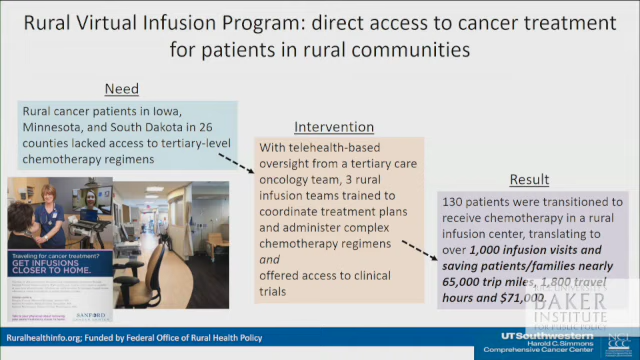 Rural Virtual Infusion Program: direct access to cancer treatment
for patients in rural communities
Need
Rural cancer patients in Iowa,
Minnesota, and South Dakota in 26
counties lacked access to tertiary-level
chemotherapy regimens
Intervention
With telehealth-based
oversight from a tertiary care
oncology team, 3 rural
infusion teams trained to
coordinate treatment plans
and administer complex
chemotherapy regimens
and
offered access to clinical
trials
Result
130 patients were transitioned to
receive chemotherapy in a rural
infusion center, translating to
over 1,000 infusion visits and
saving patients/families nearly
65,000 trip miles, 1,800 travel
hours and $71,000.
Traveling for cancer treatment?
GET INFUSIONS
CLOSER TO HOME.
SANFORD
BAKER
INSTITUTE
FOR PUBLIC POLICY
Ruralhealthinfo.org; Funded by Federal Office of Rural Health Policy
UTSouthwestern
Harold C. Simmons
Comprehensive Cancer Center
NCI
CCC